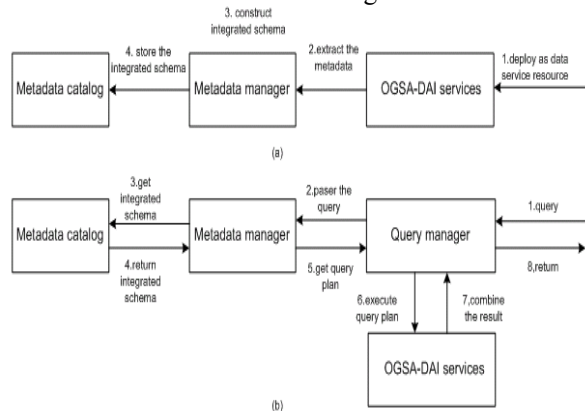 3. construct
integrated schema
4. store the
integrated schema
2.extract the
metadata
1.deploy as data
service resource
Metadata catalog
Metadata manager
OGSA-DAI services
(a)
3.get
integrated
schema
2.paser the
query
1.query
Metadata catalog
Metadata manager
Query manager
4.return
integrated
schema
5.get query
plan
8,return
6.execute
query plan
7,combine
the result
OGSA-DAI services
(b)